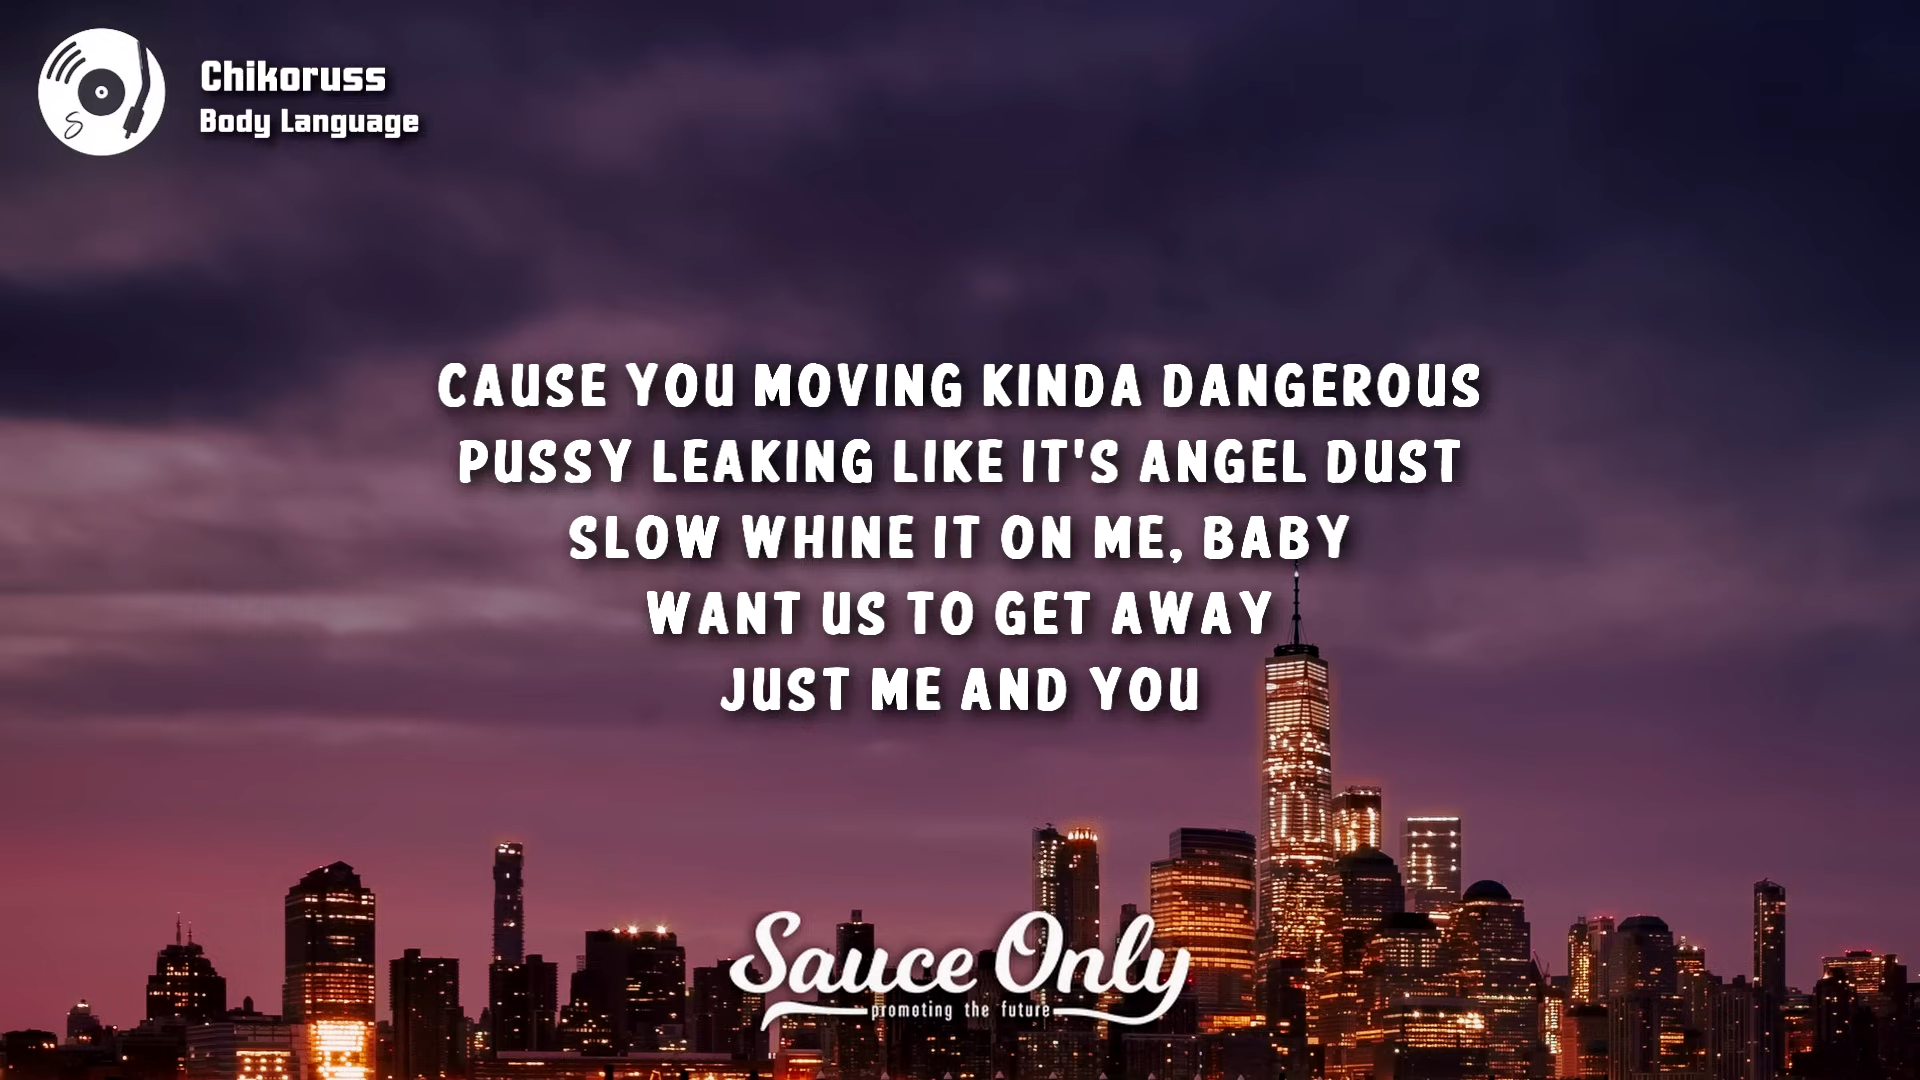 Chikoruss
Body Language
CAUSE YOU MOVING KINDA DANGEROUS
PUSSY LEAKING LIKE IT'S ANGEL DUST
SLOW WHINE IT ON ME, BABY
WANT US TO GET AWAY
JUST ME AND YOU
Sauce Only
promoting the future